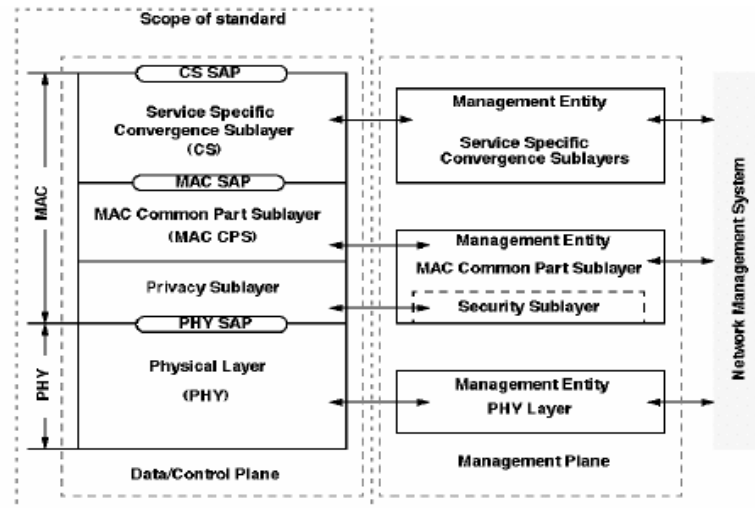 Scope of standard
CS SAP
Service Specific
Convergence Sublayer
(CS)
MAC SAP
MAC Common Part Sublayer
(MAC CPS)
Privacy Sublayer
PHY SAP
Physical Layer
(PHY)
Data/Control Plane
MAC
PHY
Management Entity
Service Specific
Convergence Sublayers
Management Entity
MAC Common Part Sublayer
Security Sublayer
Management Entity
PHY Layer
Management Plane
Network Management System